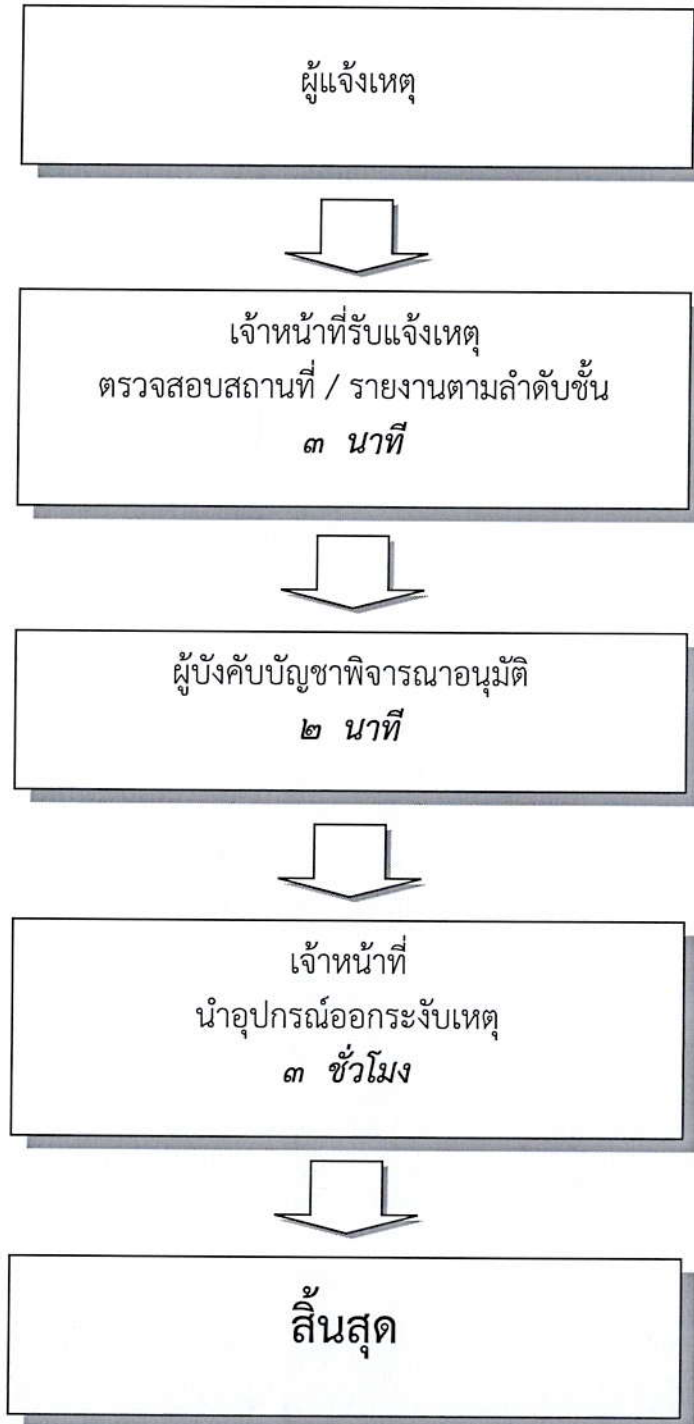 ผู้แจ้งเหตุ
เจ้าหน้าที่รับแจ้งเหตุ
ตรวจสอบสถานที่ / รายงานตามลำดับชั้น
๓ นาที
ผู้บังคับบัญชาพิจารณาอนุมัติ
๒ นาที
เจ้าหน้าที่
นำอุปกรณ์ออกระงับเหตุ
๓ ชั่วโมง
สิ้นสุด